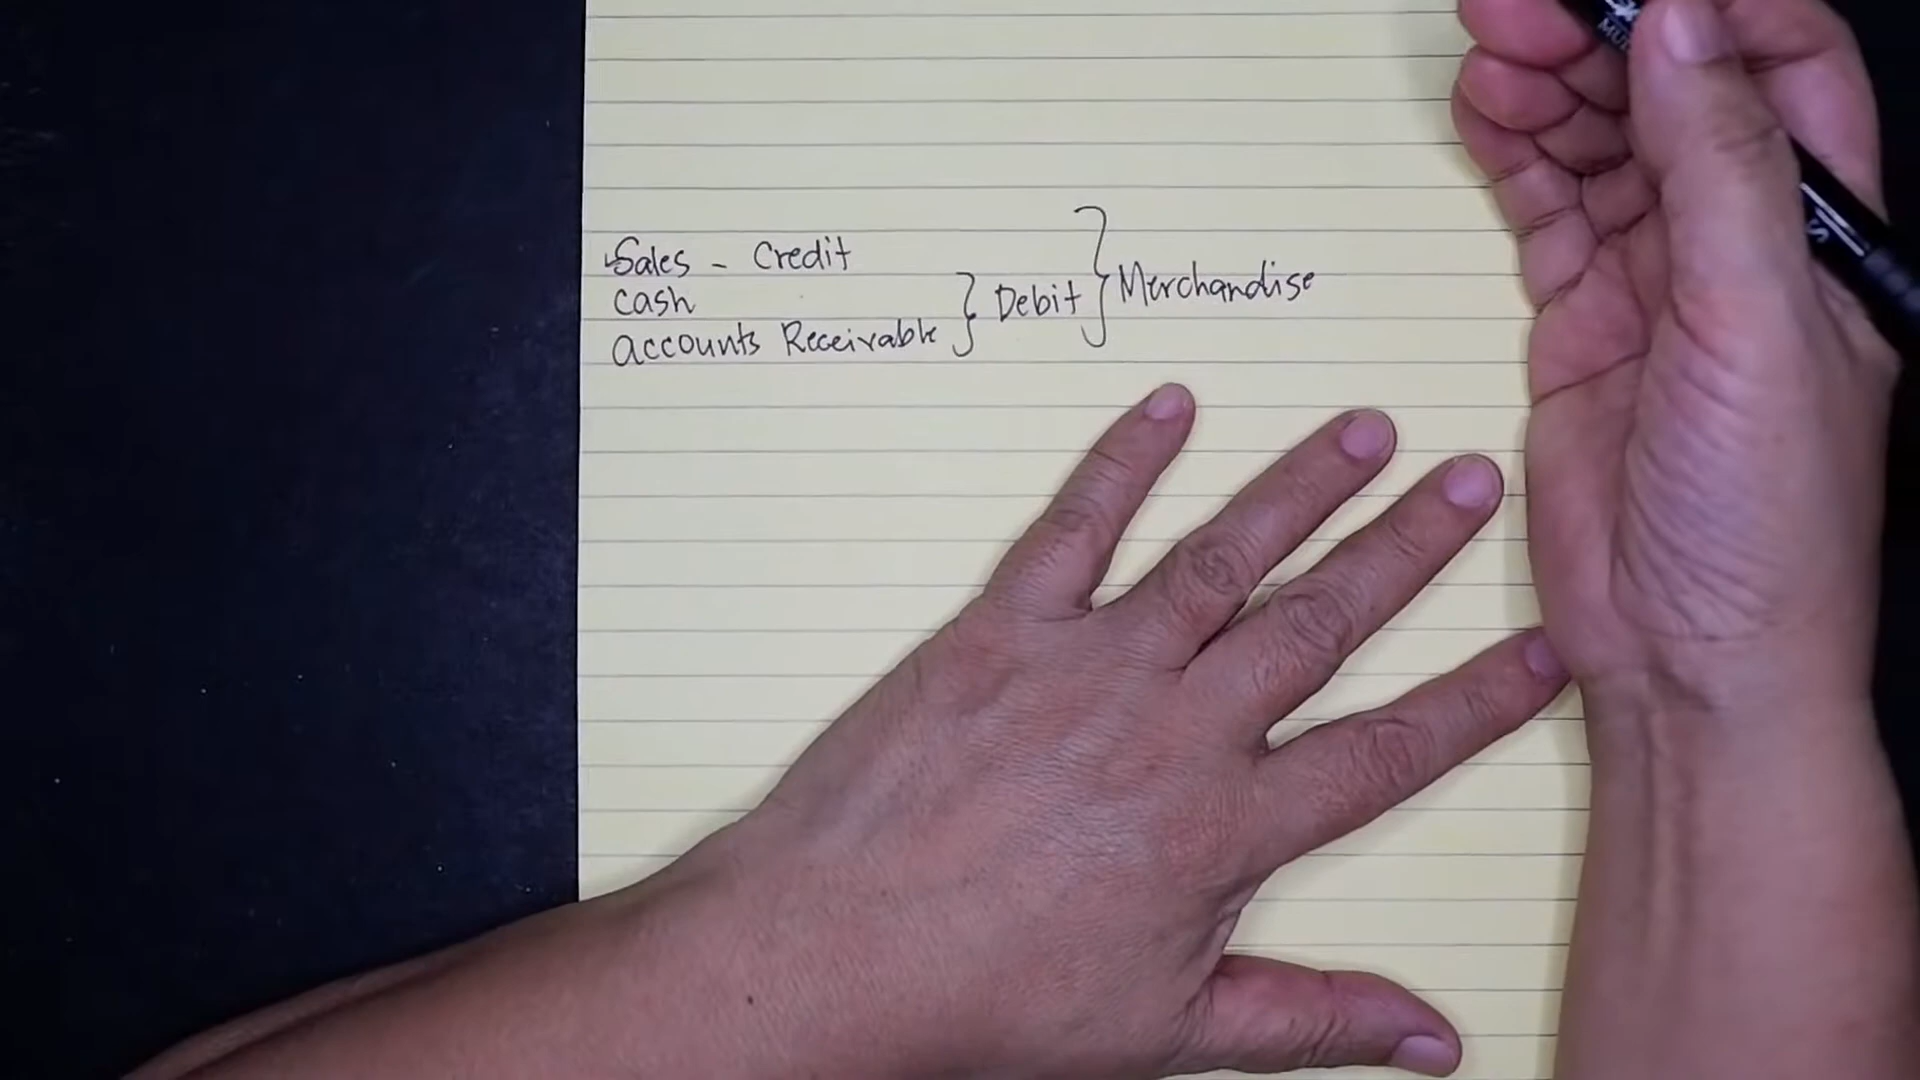 Sales - Credit
Cash
accounts Receivable } Debit } Merchandise